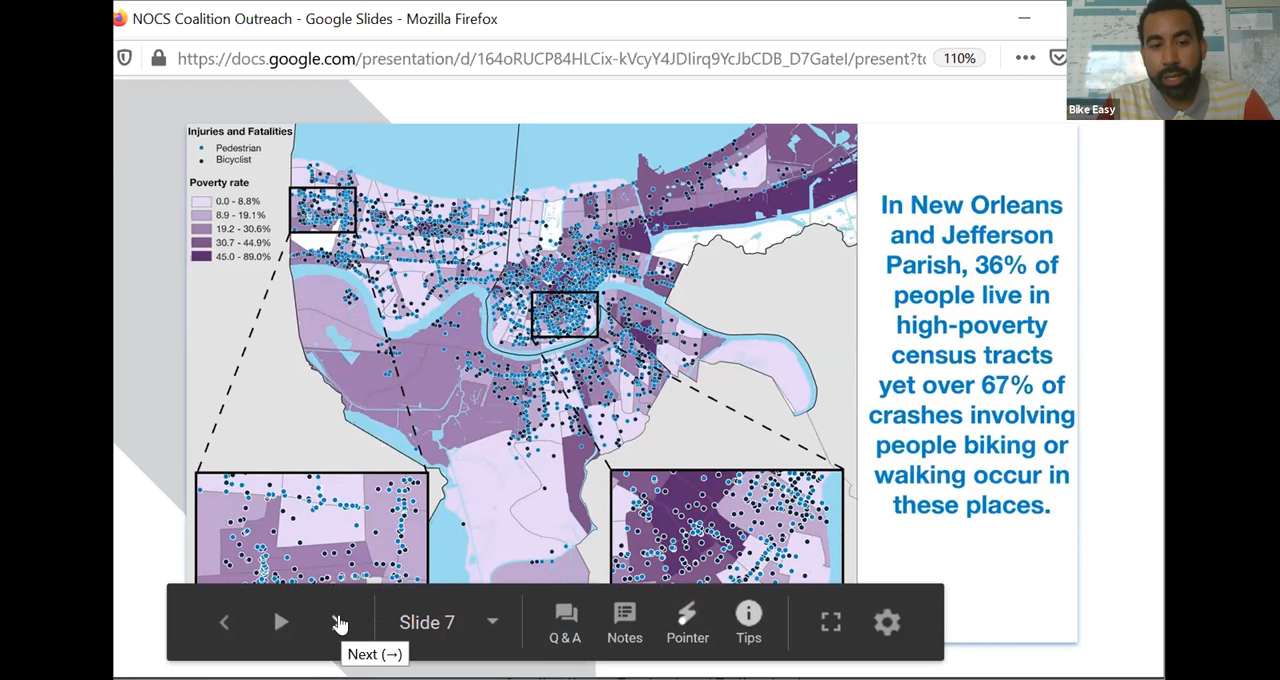 NOCS Coalition Outreach - Google Slides - Mozilla Firefox
https://docs.google.com/presentation/d/164oRUCP84HLCix-kVcyY4JDIirq9YcJbCDB_D7GateI/present?tc
110%
Bike Easy
Injuries and Fatalities
Pedestrian
Bicyclist
Poverty rate
0.0 - 8.8%
8.9 - 19.1%
19.2 - 30.6%
30.7 - 44.9%
45.0 - 89.0%
In New Orleans
and Jefferson
Parish, 36% of
people live in
high-poverty
census tracts
yet over 67% of
crashes involving
people biking or
walking occur in
these places.
Slide 7
Q & A
Notes
Pointer
Tips
Next (→)